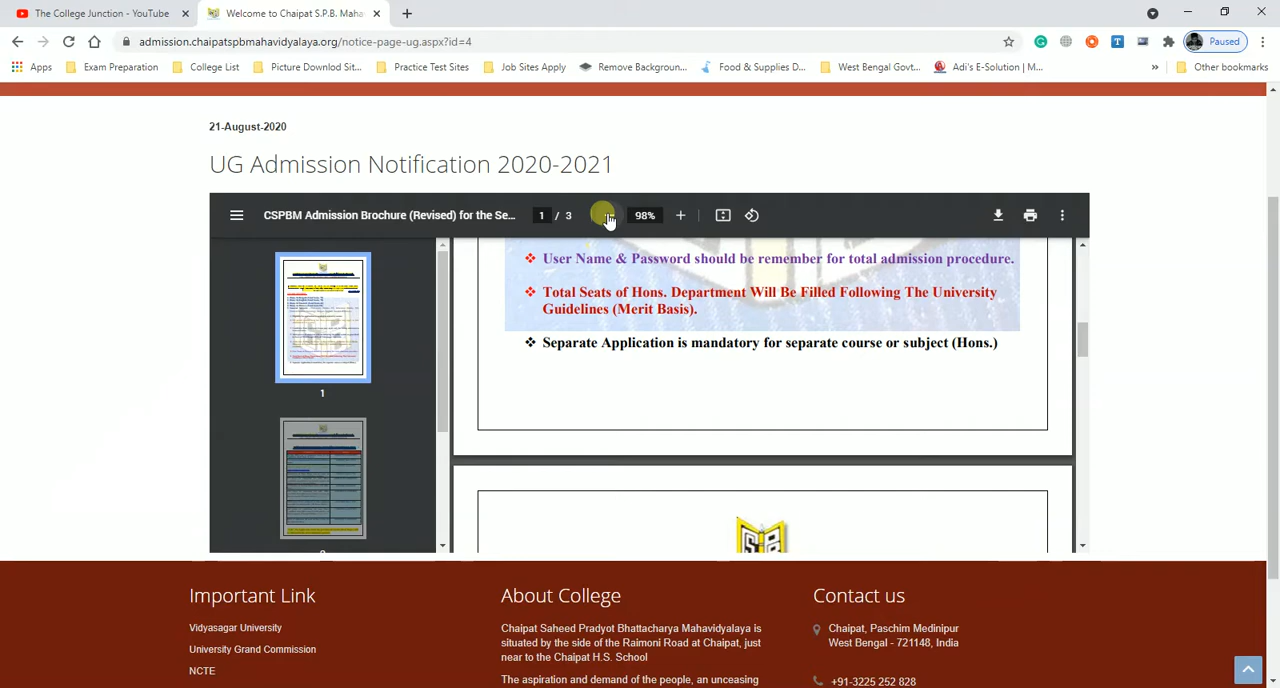 The College Junction - YouTube
Welcome to Chaipat S.P.B. Maha
admission.chaipatspbmahavidyalaya.org/notice-page-ug.aspx?id=4
Paused
Apps
Exam Preparation
College List
Picture Downlod Sit...
Practice Test Sites
Job Sites Apply
Remove Backgroun...
Food & Supplies D...
West Bengal Govt...
Adi's E-Solution | M...
Other bookmarks
21-August-2020
UG Admission Notification 2020-2021
CSPBM Admission Brochure (Revised) for the Se...
1 / 3
98%
User Name & Password should be remember for total admission procedure.
Total Seats of Hons. Department Will Be Filled Following The University
Guidelines (Merit Basis).
Separate Application is mandatory for separate course or subject (Hons.)
1
Important Link
Vidyasagar University
University Grand Commission
NCTE
About College
Chaipat Saheed Pradyot Bhattacharya Mahavidyalaya is
situated by the side of the Raimoni Road at Chaipat, just
near to the Chaipat H.S. School
The aspiration and demand of the people, an unceasing
Contact us
Chaipat, Paschim Medinipur
West Bengal - 721148, India
+91-3225 252 828